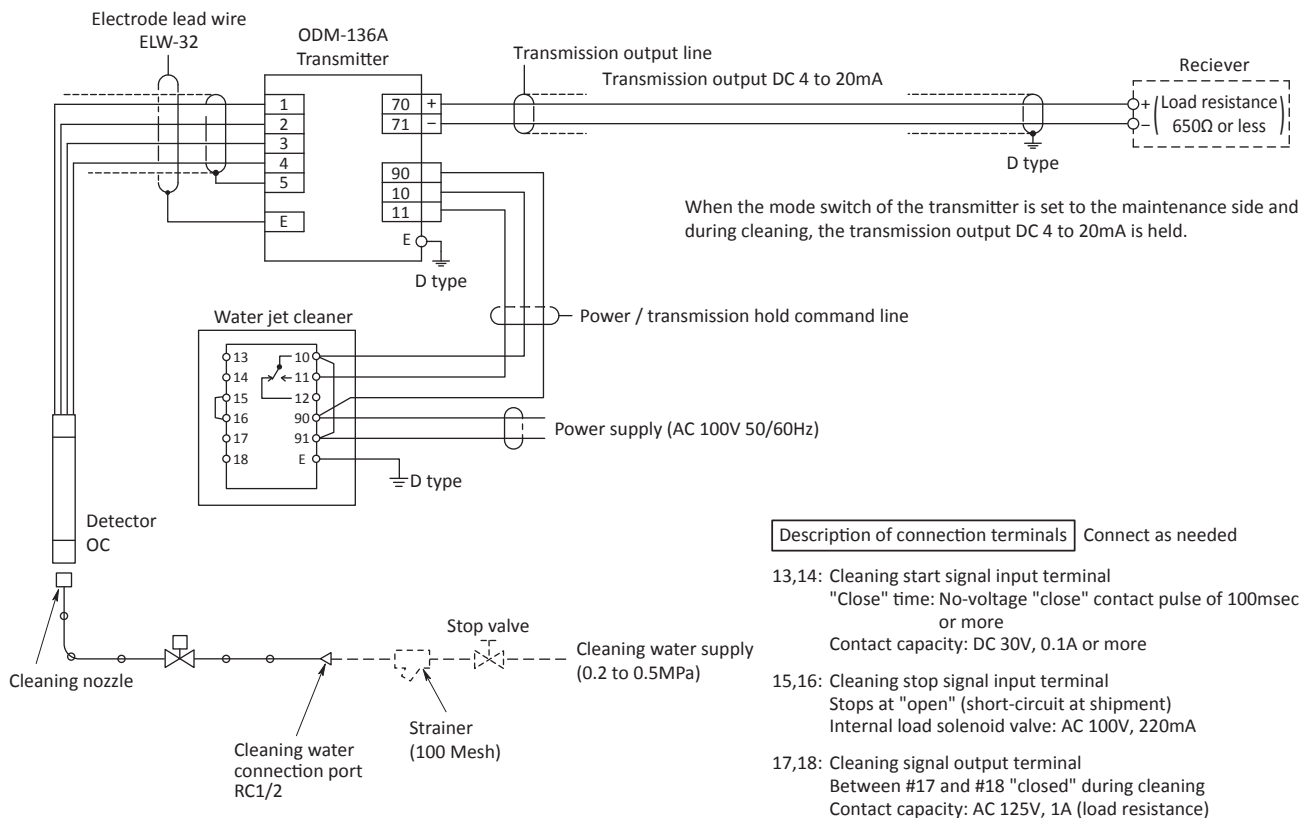 Electrode lead wire
ELW-32
ODM-136A
Transmitter
1
2
3
4
5
E
70 +
71 −
90
10
11
E
D type
Transmission output line
Transmission output DC 4 to 20mA
D type
Reciever
+
−
(Load resistance
650Ω or less)
When the mode switch of the transmitter is set to the maintenance side and
during cleaning, the transmission output DC 4 to 20mA is held.
Power / transmission hold command line
Water jet cleaner
13
14
15
16
17
18
10
11
12
90
91
E
Power supply (AC 100V 50/60Hz)
D type
Detector
OC
Cleaning nozzle
Stop valve
Cleaning water supply
(0.2 to 0.5MPa)
Strainer
(100 Mesh)
Cleaning water
connection port
RC1/2
Description of connection terminals Connect as needed
13,14: Cleaning start signal input terminal
"Close" time: No-voltage "close" contact pulse of 100msec
or more
Contact capacity: DC 30V, 0.1A or more
15,16: Cleaning stop signal input terminal
Stops at "open" (short-circuit at shipment)
Internal load solenoid valve: AC 100V, 220mA
17,18: Cleaning signal output terminal
Between #17 and #18 "closed" during cleaning
Contact capacity: AC 125V, 1A (load resistance)